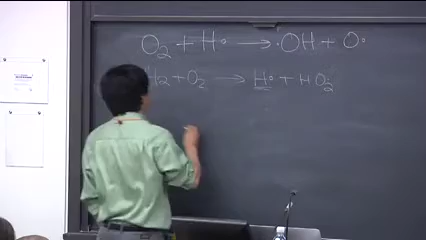 O₂ + H• → •OH + O•
H₂ + O₂ → H• + HO₂